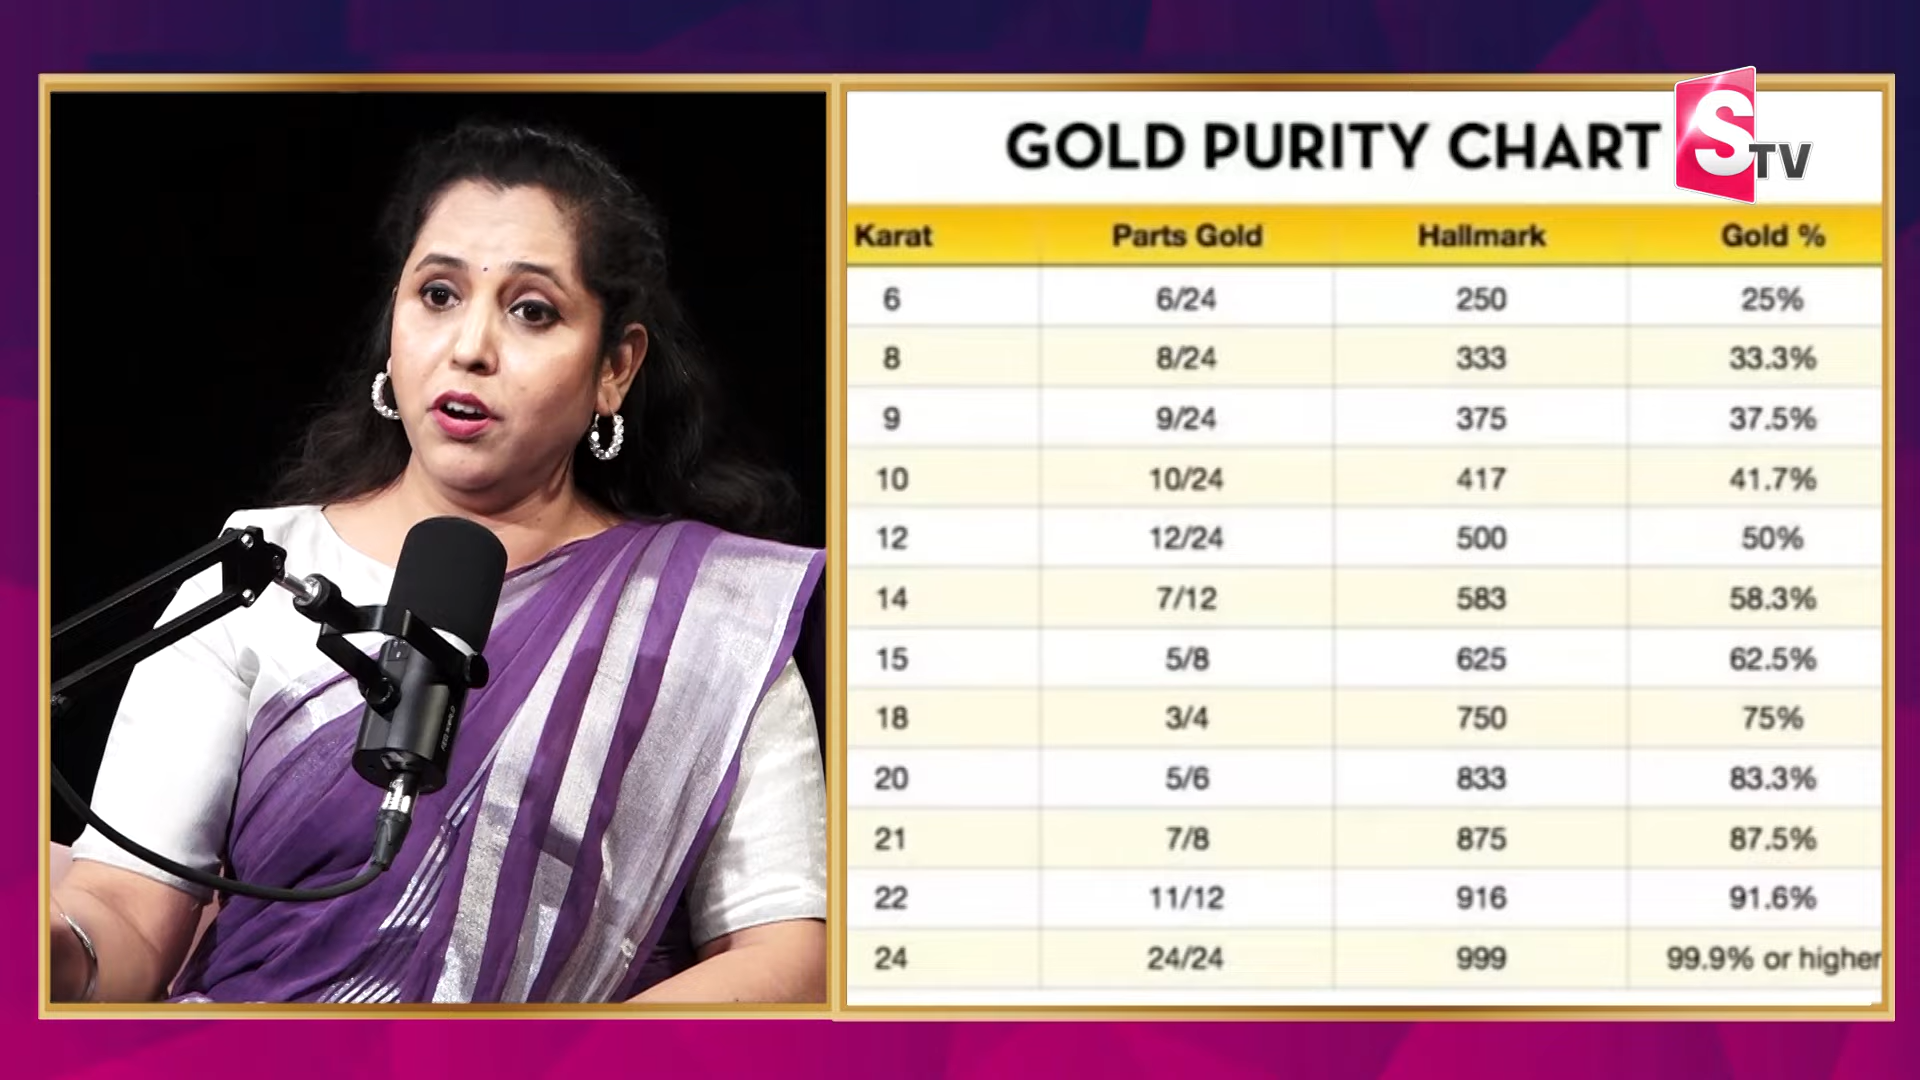 GOLD PURITY CHART
STV
Karat Parts Gold Hallmark Gold %
6 6/24 250 25%
8 8/24 333 33.3%
9 9/24 375 37.5%
10 10/24 417 41.7%
12 12/24 500 50%
14 7/12 583 58.3%
15 5/8 625 62.5%
18 3/4 750 75%
20 5/6 833 83.3%
21 7/8 875 87.5%
22 11/12 916 91.6%
24 24/24 999 99.9% or higher